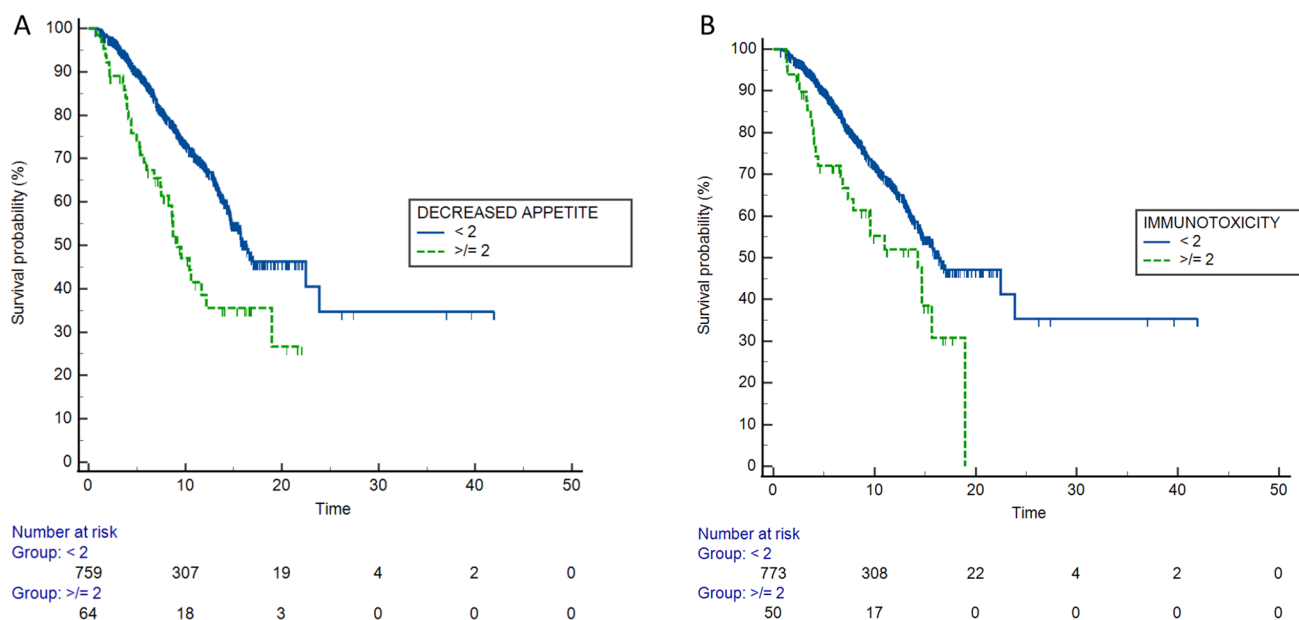 A
100
90
80
70
60
50
40
30
20
10
0
Survival probability (%)
0 10 20 30 40 50
Time
DECREASED APPETITE
< 2
>/= 2
Number at risk
Group: < 2
759 307 19 4 2 0
Group: >/= 2
64 18 3 0 0 0
B
100
90
80
70
60
50
40
30
20
10
0
Survival probability (%)
0 10 20 30 40 50
Time
IMMUNOTOXICITY
< 2
>/= 2
Number at risk
Group: < 2
773 308 22 4 2 0
Group: >/= 2
50 17 0 0 0 0